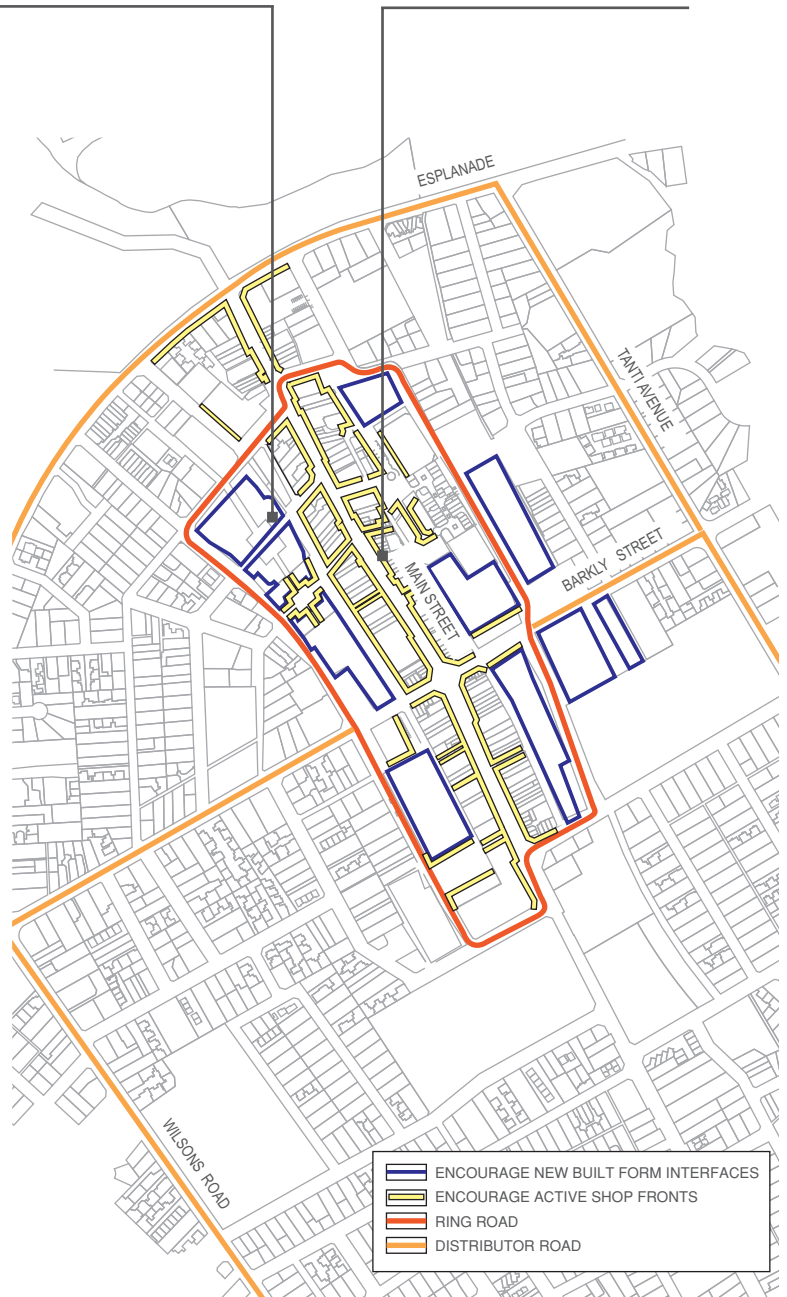 ESPLANADE
TANTI AVENUE
BARKLY STREET
MAIN STREET
WILSONS ROAD
ENCOURAGE NEW BUILT FORM INTERFACES
ENCOURAGE ACTIVE SHOP FRONTS
RING ROAD
DISTRIBUTOR ROAD